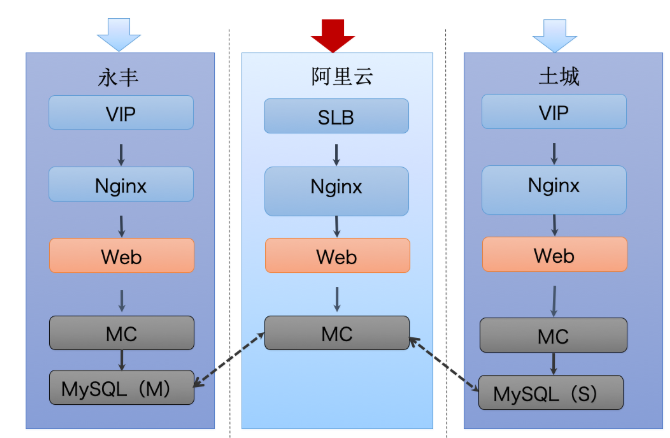 永丰
VIP
Nginx
Web
MC
MySQL（M）
阿里云
SLB
Nginx
Web
MC
土城
VIP
Nginx
Web
MC
MySQL（S）